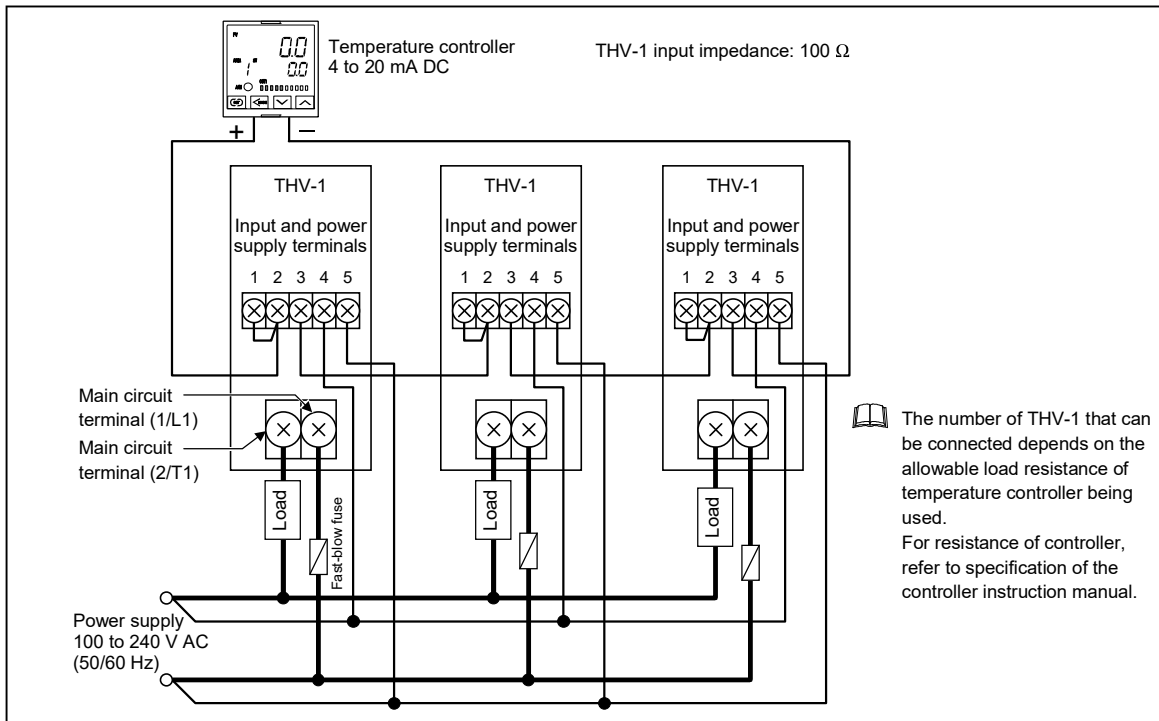 0.0
0.0
Temperature controller
4 to 20 mA DC
THV-1 input impedance: 100 Ω
+ −
THV-1
Input and power
supply terminals
1 2 3 4 5
THV-1
Input and power
supply terminals
1 2 3 4 5
THV-1
Input and power
supply terminals
1 2 3 4 5
Main circuit
terminal (1/L1)
Main circuit
terminal (2/T1)
Load
Fast-blow fuse
Load
Load
The number of THV-1 that can
be connected depends on the
allowable load resistance of
temperature controller being
used.
For resistance of controller,
refer to specification of the
controller instruction manual.
Power supply
100 to 240 V AC
(50/60 Hz)